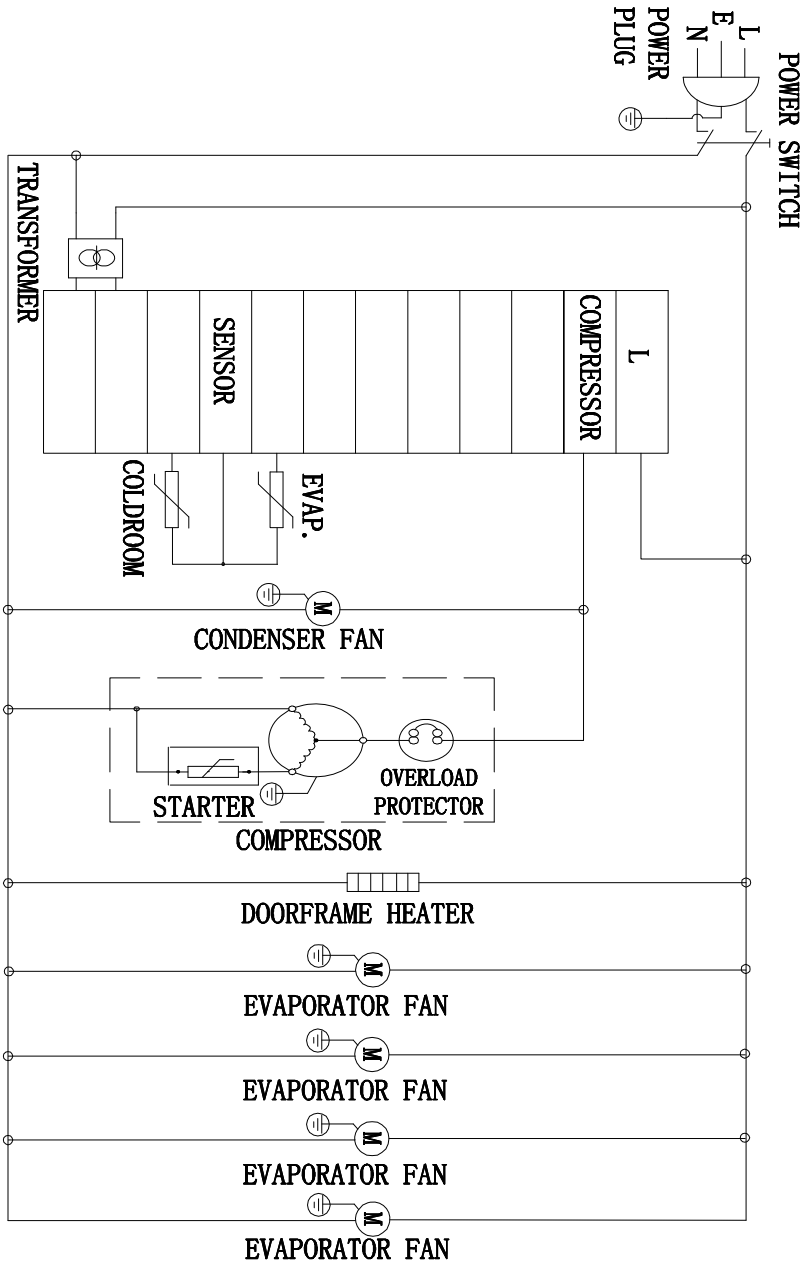 POWER SWITCH
L
E
N
POWER
PLUG
TRANSFORMER
SENSOR
COMPRESSOR
L
COLDROOM
EVAP.
M
CONDENSER FAN
OVERLOAD
PROTECTOR
STARTER
COMPRESSOR
DOORFRAME HEATER
M
EVAPORATOR FAN
M
EVAPORATOR FAN
M
EVAPORATOR FAN
M
EVAPORATOR FAN